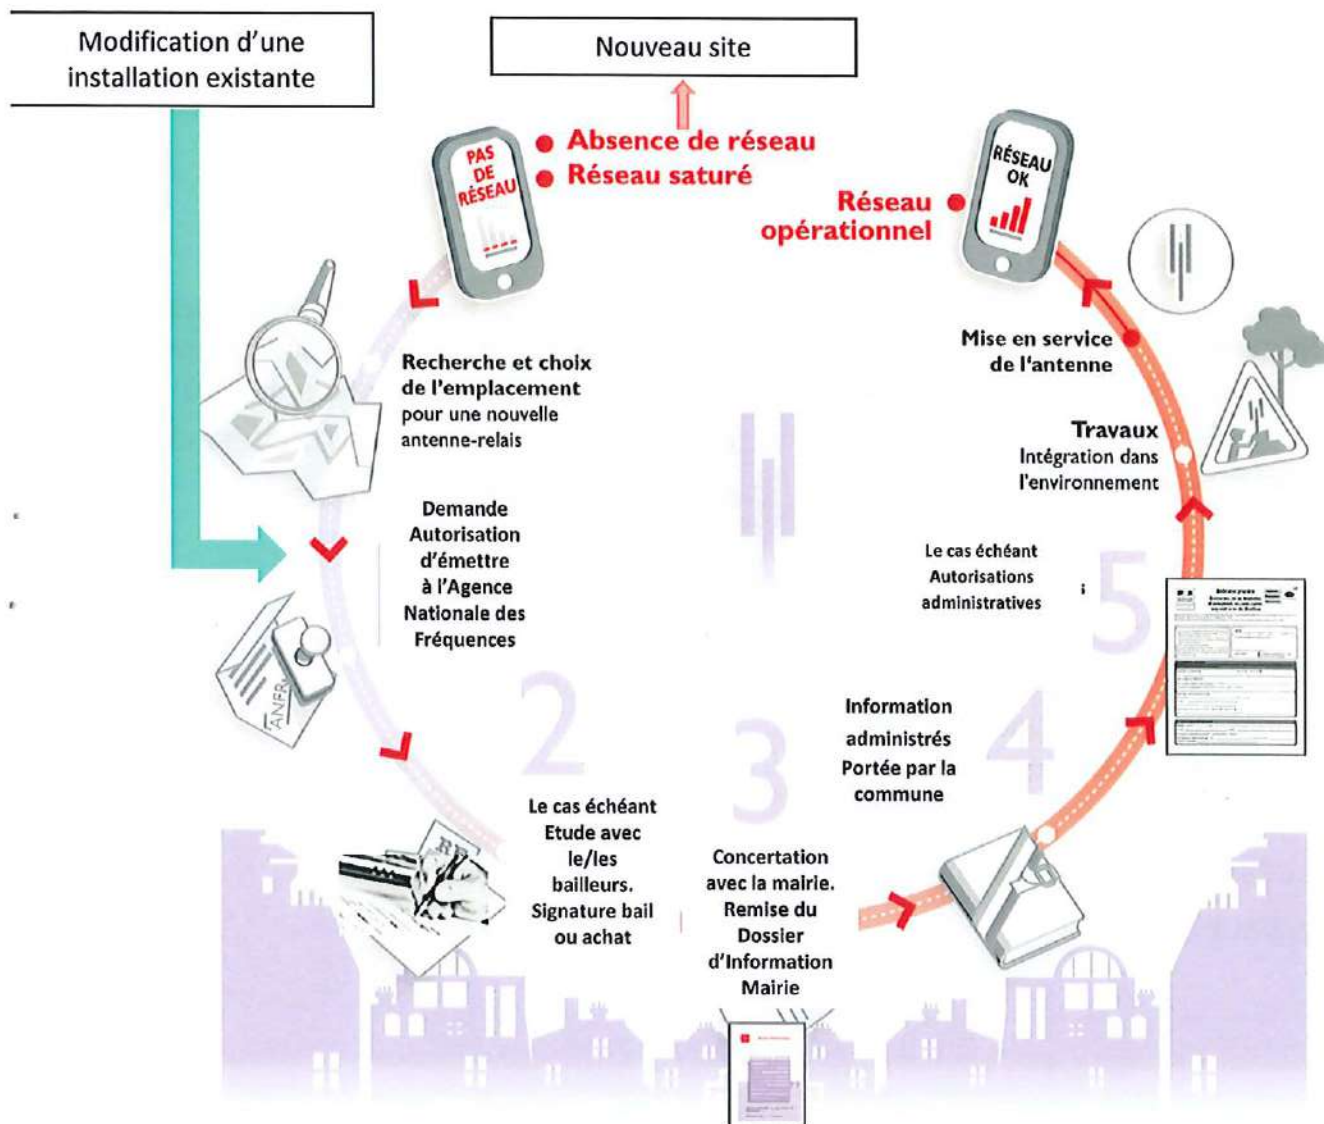 Modification d'une
installation existante
Nouveau site
PAS
DE
RÉSEAU
Absence de réseau
Réseau saturé
RÉSEAU
OK
Réseau
opérationnel
Recherche et choix
de l'emplacement
pour une nouvelle
antenne-relais
Demande
Autorisation
d'émettre
à l'Agence
Nationale des
Fréquences
ANFR
2
Le cas échéant
Etude avec
le/les
bailleurs.
Signature bail
ou achat
3
Concertation
avec la mairie.
Remise du
Dossier
d'Information
Mairie
4
Information
administrés
Portée par la
commune
5
Le cas échéant
Autorisations
administratives
Travaux
Intégration dans
l'environnement
Mise en service
de l'antenne